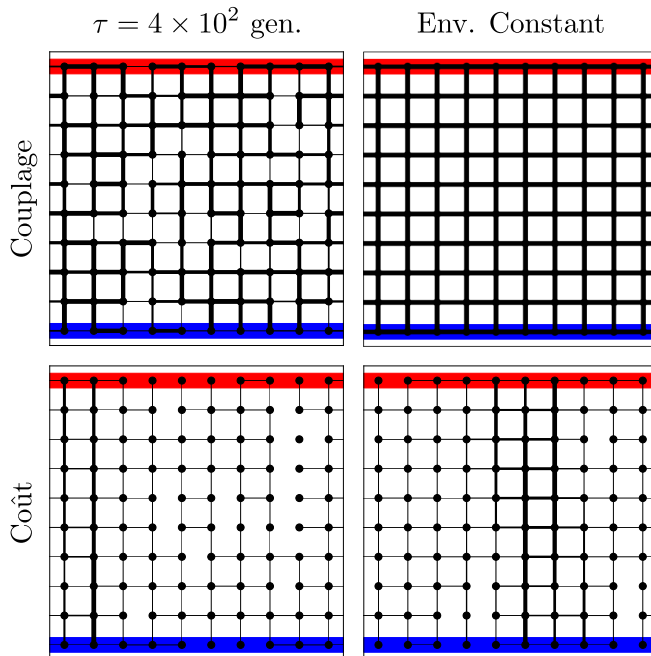 τ = 4 × 10² gen.
Env. Constant
Couplage
Coût